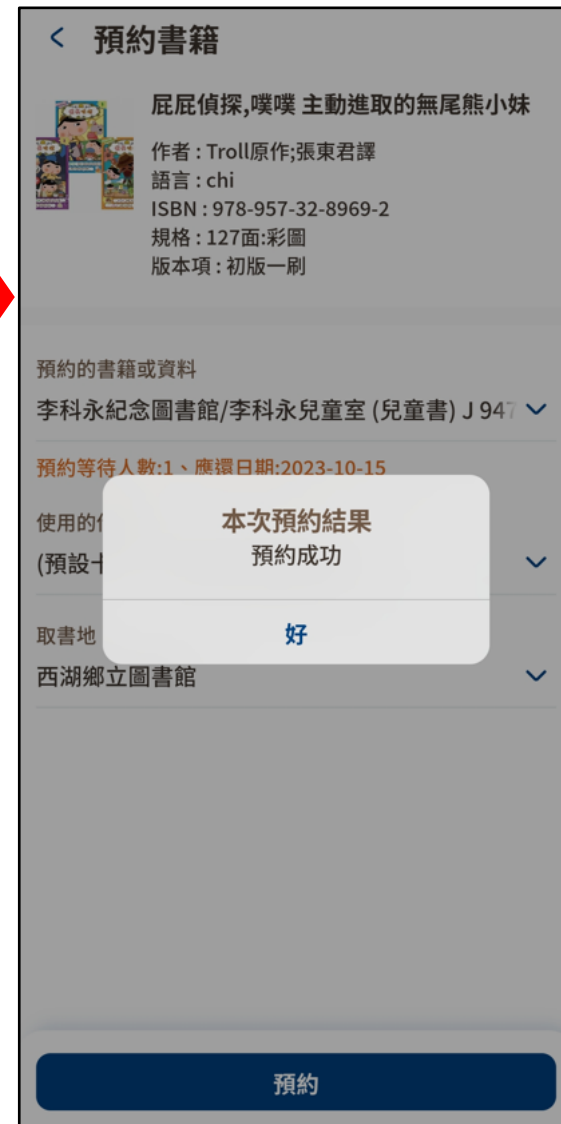 預約書籍
屁屁偵探,噗噗 主動進取的無尾熊小妹
作者 : Troll原作;張東君譯
語言 : chi
ISBN : 978-957-32-8969-2
規格 : 127面:彩圖
版本項 : 初版一刷
預約的書籍或資料
李科永紀念圖書館/李科永兒童室 (兒童書) J 947
預約等待人數:1、應還日期:2023-10-15
使用的
(預設卡
本次預約結果
預約成功
好
取書地
西湖鄉立圖書館
預約